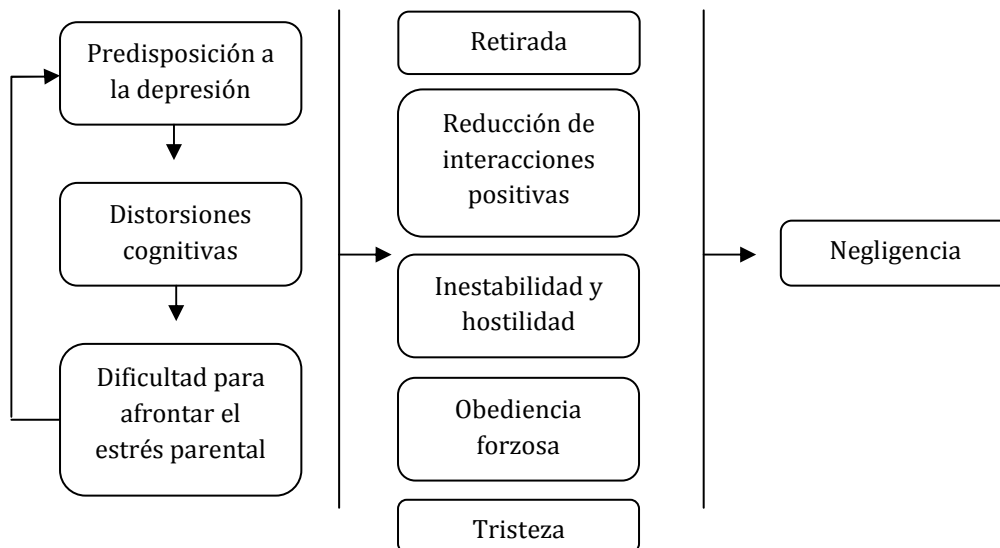 Predisposición a
la depresión
Distorsiones
cognitivas
Dificultad para
afrontar el
estrés parental
Retirada
Reducción de
interacciones
positivas
Inestabilidad y
hostilidad
Obediencia
forzosa
Tristeza
Negligencia